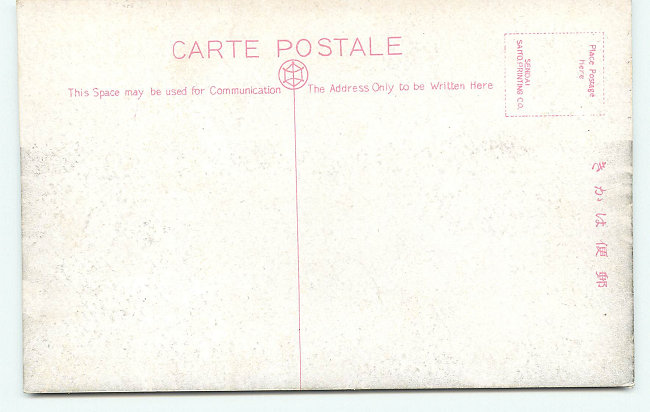 CARTE POSTALE
This Space may be used for Communication
The Address Only to be Written Here
Place Postage
Here
SENDAI
SAITO PRINTING CO.
郵便はかき